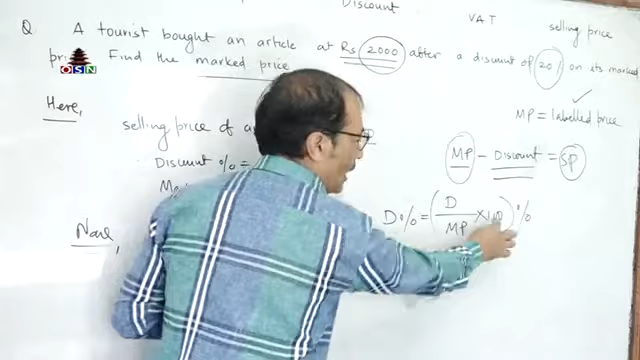 Discount VAT selling price
Q A tourist bought an article at Rs 2000 after a discount of 20% on its marked
Find the marked price
OSN
Here,
MP = labelled price
selling price of
MP - Discount = SP
Discount % =
D% = (D/MP × 100)%
Now,